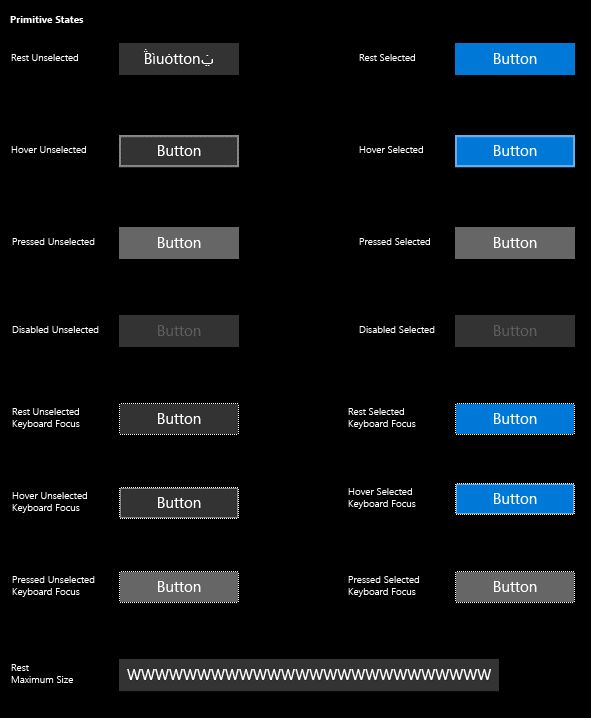 Primitive States
Rest Unselected
Rest Selected
Button
Hover Unselected
Button
Hover Selected
Button
Pressed Unselected
Button
Pressed Selected
Button
Disabled Unselected
Button
Disabled Selected
Button
Rest Unselected
Keyboard Focus
Button
Rest Selected
Keyboard Focus
Button
Hover Unselected
Keyboard Focus
Button
Hover Selected
Keyboard Focus
Button
Pressed Unselected
Keyboard Focus
Button
Pressed Selected
Keyboard Focus
Button
Rest
Maximum Size
WWWWWWWWWWWWWWWWWWWWWWWWWW